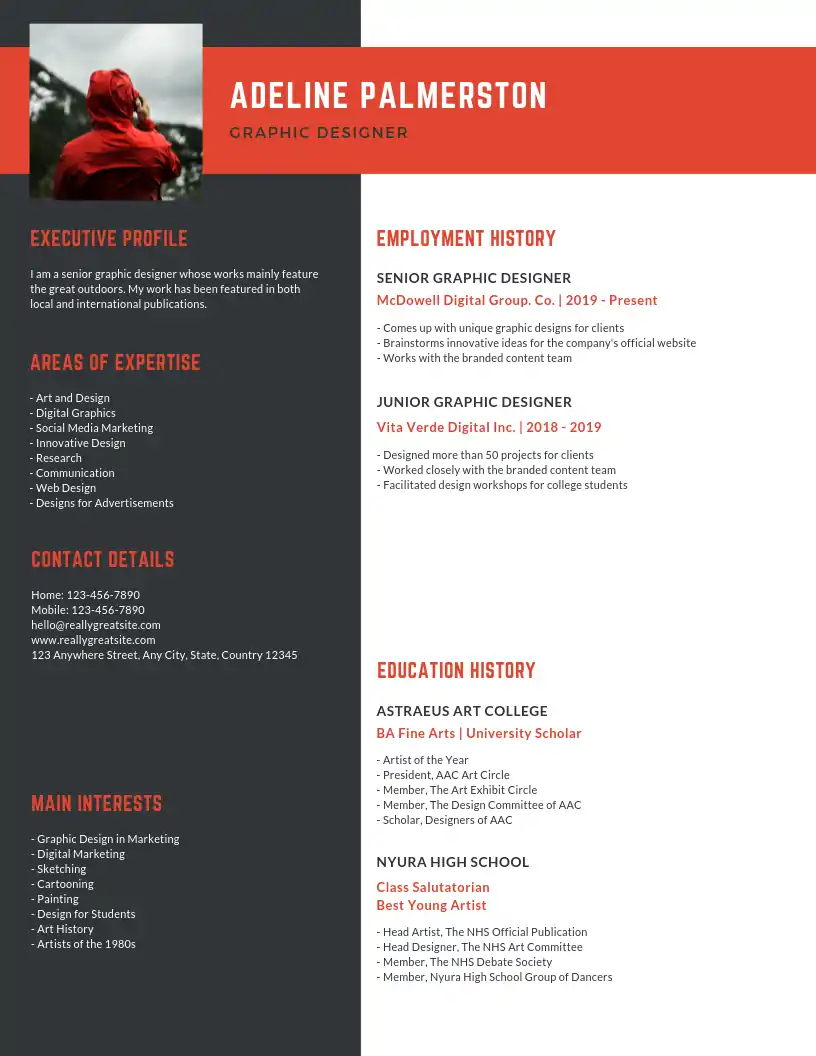 ADELINE PALMERSTON
GRAPHIC DESIGNER
EXECUTIVE PROFILE
I am a senior graphic designer whose works mainly feature
the great outdoors. My work has been featured in both
local and international publications.
AREAS OF EXPERTISE
- Art and Design
- Digital Graphics
- Social Media Marketing
- Innovative Design
- Research
- Communication
- Web Design
- Designs for Advertisements
CONTACT DETAILS
Home: 123-456-7890
Mobile: 123-456-7890
hello@reallygreatsite.com
www.reallygreatsite.com
123 Anywhere Street, Any City, State, Country 12345
MAIN INTERESTS
- Graphic Design in Marketing
- Digital Marketing
- Sketching
- Cartooning
- Painting
- Design for Students
- Art History
- Artists of the 1980s
EMPLOYMENT HISTORY
SENIOR GRAPHIC DESIGNER
McDowell Digital Group. Co. | 2019 - Present
- Comes up with unique graphic designs for clients
- Brainstorms innovative ideas for the company's official website
- Works with the branded content team
JUNIOR GRAPHIC DESIGNER
Vita Verde Digital Inc. | 2018 - 2019
- Designed more than 50 projects for clients
- Worked closely with the branded content team
- Facilitated design workshops for college students
EDUCATION HISTORY
ASTRAEUS ART COLLEGE
BA Fine Arts | University Scholar
- Artist of the Year
- President, AAC Art Circle
- Member, The Art Exhibit Circle
- Member, The Design Committee of AAC
- Scholar, Designers of AAC
NYURA HIGH SCHOOL
Class Salutatorian
Best Young Artist
- Head Artist, The NHS Official Publication
- Head Designer, The NHS Art Committee
- Member, The NHS Debate Society
- Member, Nyura High School Group of Dancers